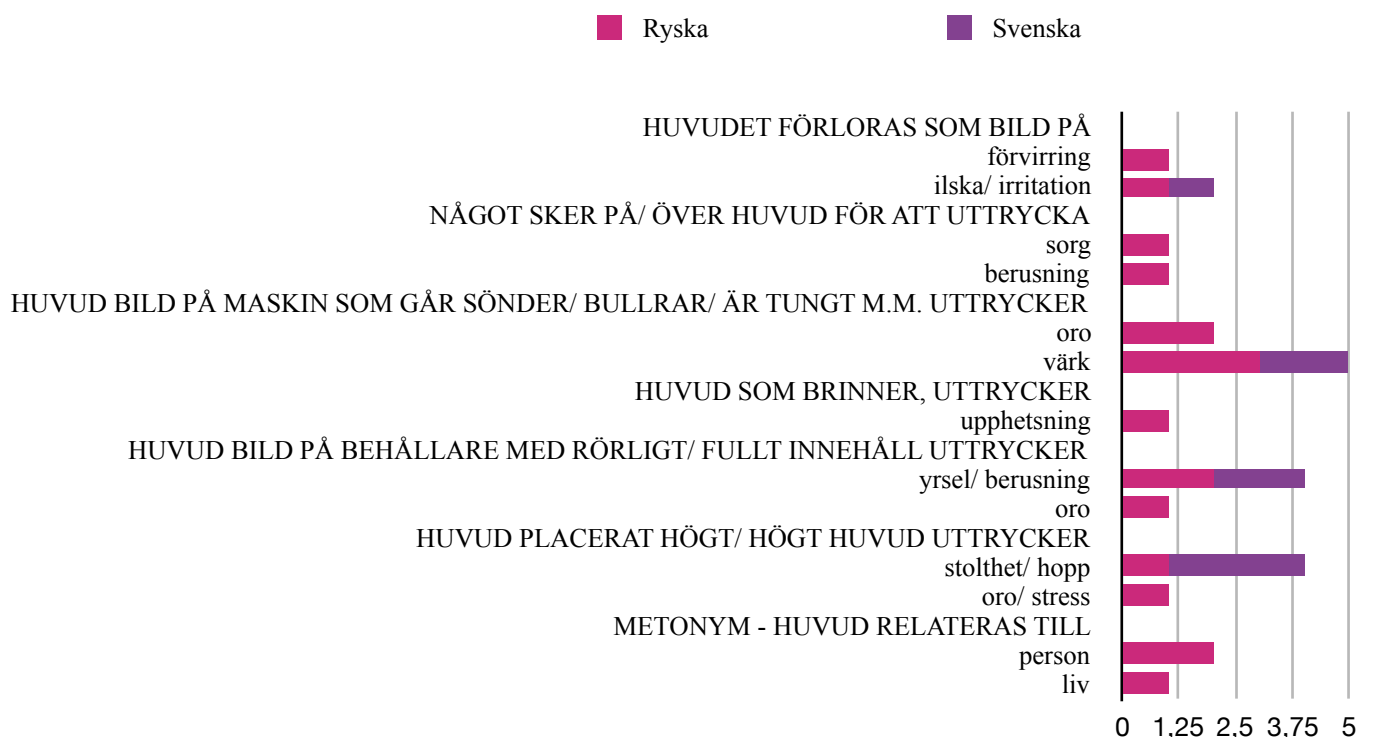 Ryska Svenska
HUVUDET FÖRLORAS SOM BILD PÅ
förvirring
ilska/ irritation
NÅGOT SKER PÅ/ ÖVER HUVUD FÖR ATT UTTRYCKA
sorg
berusning
HUVUD BILD PÅ MASKIN SOM GÅR SÖNDER/ BULLRAR/ ÄR TUNGT M.M. UTTRYCKER
oro
värk
HUVUD SOM BRINNER, UTTRYCKER
upphetsning
HUVUD BILD PÅ BEHÅLLARE MED RÖRLIGT/ FULLT INNEHÅLL UTTRYCKER
yrsel/ berusning
oro
HUVUD PLACERAT HÖGT/ HÖGT HUVUD UTTRYCKER
stolthet/ hopp
oro/ stress
METONYM - HUVUD RELATERAS TILL
person
liv
0 1,25 2,5 3,75 5